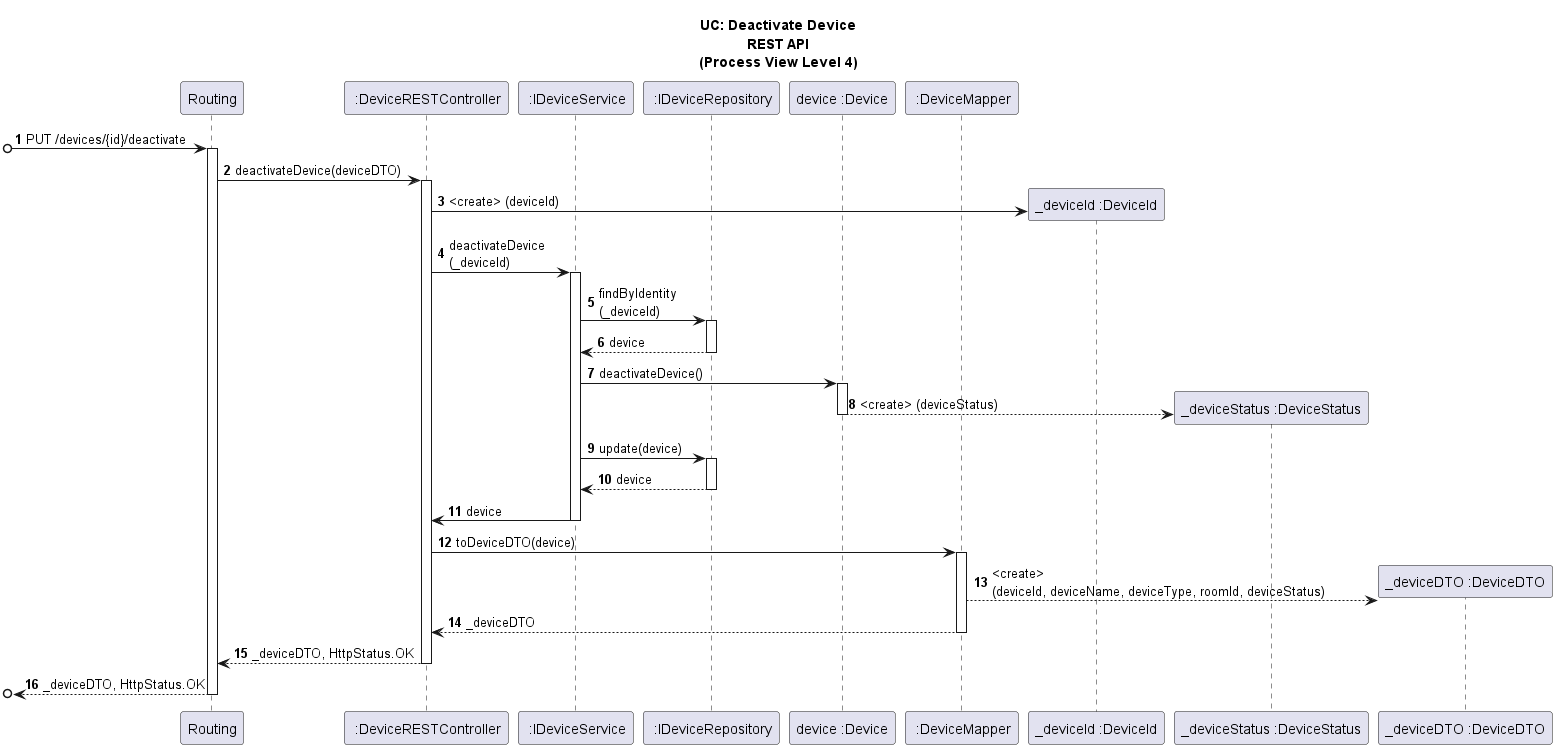 UC: Deactivate Device
REST API
(Process View Level 4)
Routing
:DeviceRESTController
:IDeviceService
:IDeviceRepository
device :Device
:DeviceMapper
1 PUT /devices/{id}/deactivate
2 deactivateDevice(deviceDTO)
3 <create> (deviceId)
_deviceId :DeviceId
4 deactivateDevice
(_deviceId)
5 findByIdentity
(_deviceId)
6 device
7 deactivateDevice()
8 <create> (deviceStatus)
_deviceStatus :DeviceStatus
9 update(device)
10 device
11 device
12 toDeviceDTO(device)
13 <create>
(deviceId, deviceName, deviceType, roomId, deviceStatus)
_deviceDTO :DeviceDTO
14 _deviceDTO
15 _deviceDTO, HttpStatus.OK
16 _deviceDTO, HttpStatus.OK
Routing
:DeviceRESTController
:IDeviceService
:IDeviceRepository
device :Device
:DeviceMapper
_deviceId :DeviceId
_deviceStatus :DeviceStatus
_deviceDTO :DeviceDTO